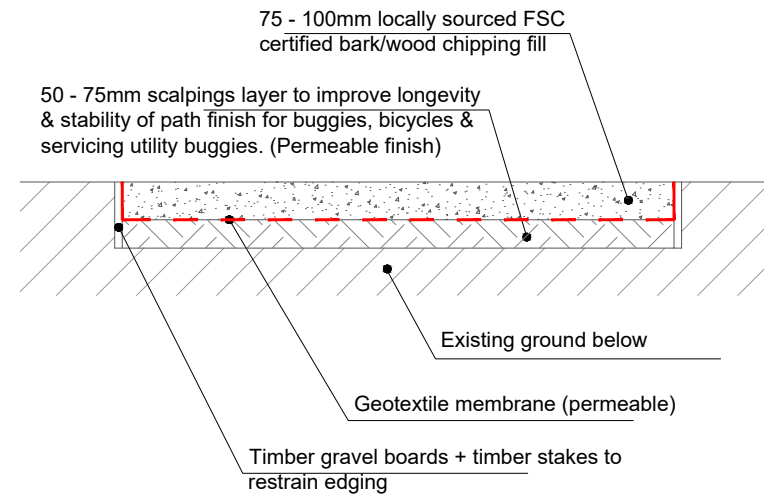 75 - 100mm locally sourced FSC
certified bark/wood chipping fill
50 - 75mm scalpings layer to improve longevity
& stability of path finish for buggies, bicycles &
servicing utility buggies. (Permeable finish)
Existing ground below
Geotextile membrane (permeable)
Timber gravel boards + timber stakes to
restrain edging